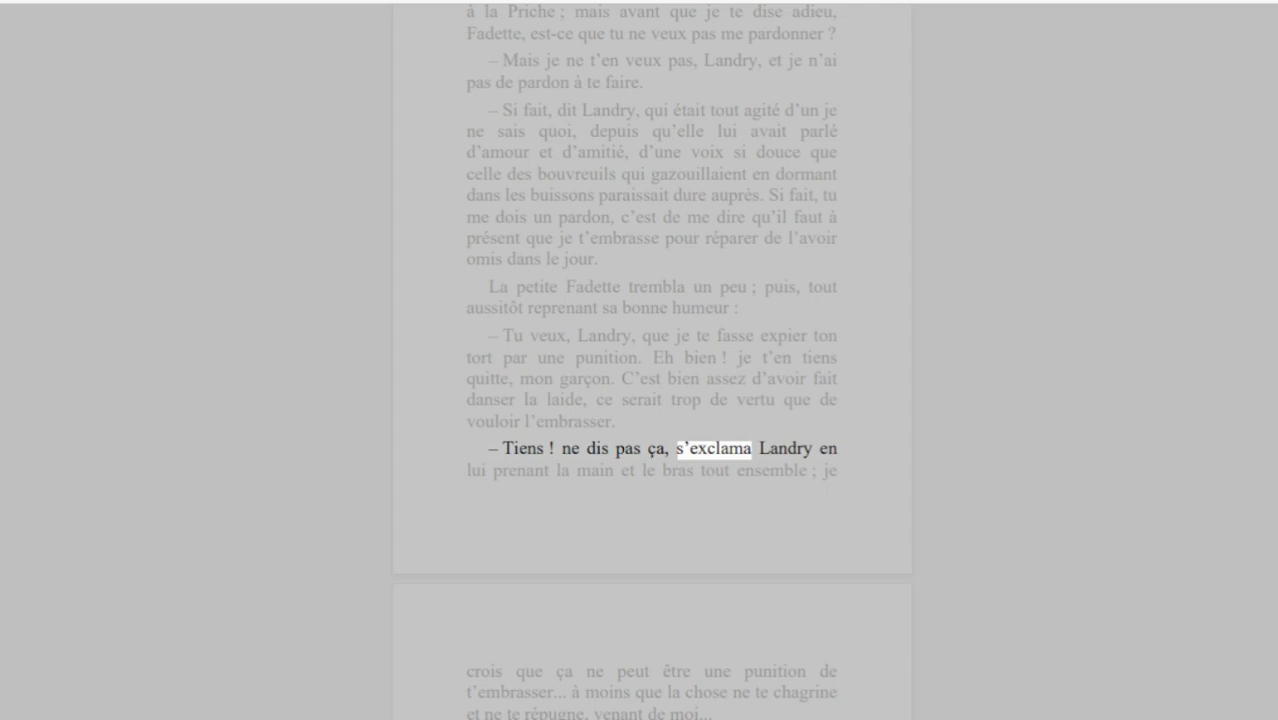 à la Priche ; mais avant que je te dise adieu,
Fadette, est-ce que tu ne veux pas me pardonner ?
– Mais je ne t'en veux pas, Landry, et je n'ai
pas de pardon à te faire.
– Si fait, dit Landry, qui était tout agité d'un je
ne sais quoi, depuis qu'elle lui avait parlé
d'amour et d'amitié, d'une voix si douce que
celle des bouvreuils qui gazouillaient en dormant
dans les buissons paraissait dure auprès. Si fait, tu
me dois un pardon, c'est de me dire qu'il faut à
présent que je t'embrasse pour réparer de l'avoir
omis dans le jour.
La petite Fadette trembla un peu ; puis, tout
aussitôt reprenant sa bonne humeur :
– Tu veux, Landry, que je te fasse expier ton
tort par une punition. Eh bien ! je t'en tiens
quitte, mon garçon. C'est bien assez d'avoir fait
danser la laide, ce serait trop de vertu que de
vouloir l'embrasser.
– Tiens ! ne dis pas ça, s'exclama Landry en
lui prenant la main et le bras tout ensemble ; je
crois que ça ne peut être une punition de
t'embrasser... à moins que la chose ne te chagrine
et ne te répugne, venant de moi...